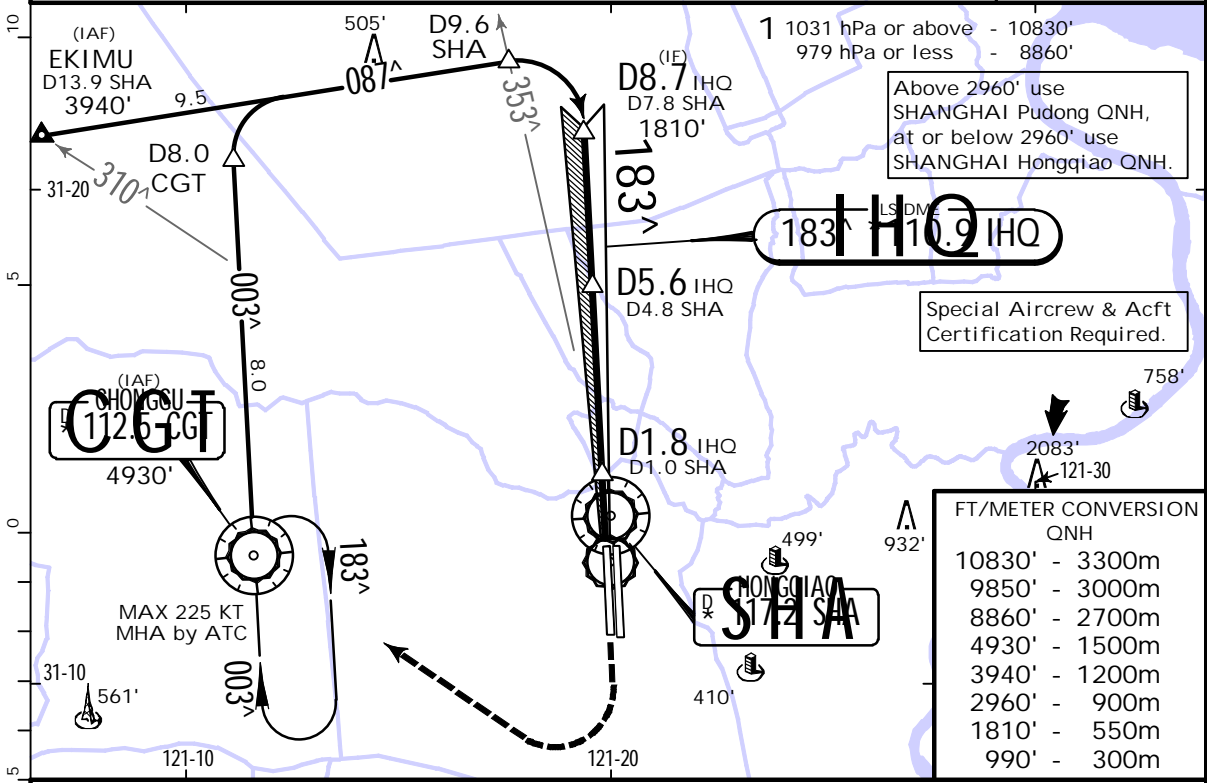 10
(IAF)
EKIMU
D13.9 SHA
3940'
9.5
505'
087^
D9.6
SHA
353^
1 1031 hPa or above - 10830'
979 hPa or less - 8860'
(IF)
D8.7 IHQ
D7.8 SHA
1810'
Above 2960' use
SHANGHAI Pudong QNH,
at or below 2960' use
SHANGHAI Hongqiao QNH.
D8.0
CGT
310^
31-20
183^
LS DME
183^ *110.9 IHQ
IHQ
5
003^
8.0
D5.6 IHQ
D4.8 SHA
Special Aircrew & Acft
Certification Required.
(IAF)
CHONGGU
D
* 112.5 CGT
CGT
4930'
758'
D1.8 IHQ
D1.0 SHA
2083'
121-30
0
183^
499'
932'
MAX 225 KT
MHA by ATC
HONGQIAO
D
* 117.2 SHA
SHA
31-10
561'
003^
410'
5
121-10
121-20
FT/METER CONVERSION
QNH
10830' - 3300m
9850' - 3000m
8860' - 2700m
4930' - 1500m
3940' - 1200m
2960' - 900m
1810' - 550m
990' - 300m